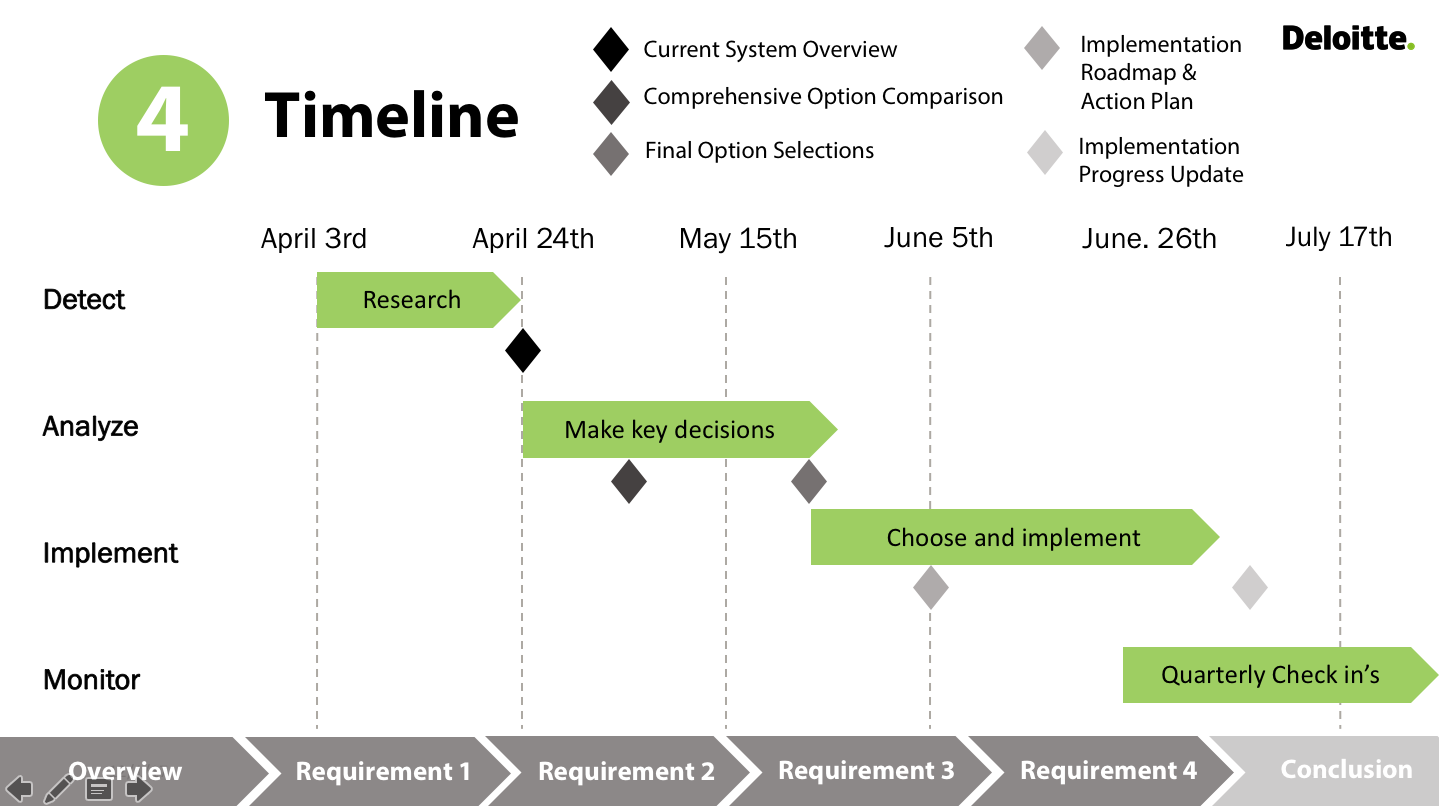 4
Timeline
Current System Overview
Comprehensive Option Comparison
Final Option Selections
Implementation
Roadmap &
Action Plan
Implementation
Progress Update
Deloitte.
April 3rd
April 24th
May 15th
June 5th
June. 26th
July 17th
Detect
Research
Analyze
Make key decisions
Implement
Choose and implement
Monitor
Quarterly Check in’s
Overview
Requirement 1
Requirement 2
Requirement 3
Requirement 4
Conclusion